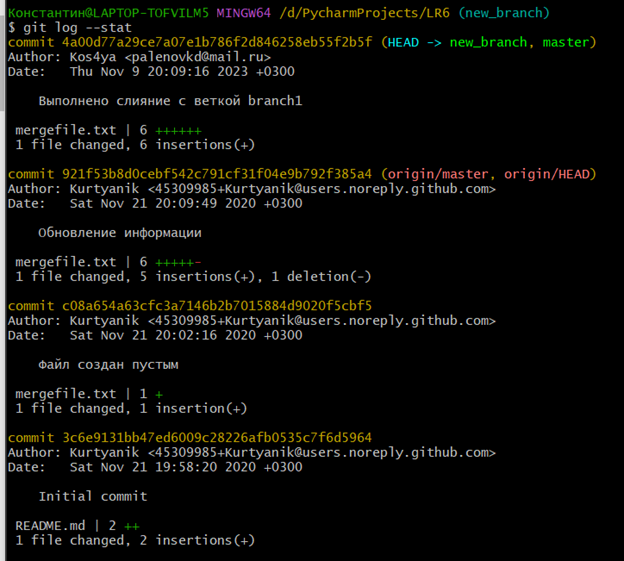 Константин@LAPTOP-TOFVILM5 MINGW64 /d/PycharmProjects/LR6 (new_branch)
$ git log --stat
commit 4a00d77a29ce7a07e1b786f2d846258eb55f2b5f (HEAD -> new_branch, master)
Author: Kos4ya <palenovkd@mail.ru>
Date:   Thu Nov 9 20:09:16 2023 +0300

    Выполнено слияние с веткой branch1

 mergefile.txt | 6 ++++++
 1 file changed, 6 insertions(+)

commit 921f53b8d0cebf542c791cf31f04e9b792f385a4 (origin/master, origin/HEAD)
Author: Kurtyanik <45309985+Kurtyanik@users.noreply.github.com>
Date:   Sat Nov 21 20:09:49 2020 +0300

    Обновление информации

 mergefile.txt | 6 +++++-
 1 file changed, 5 insertions(+), 1 deletion(-)

commit c08a654a63cfc3a7146b2b7015884d9020f5cbf5
Author: Kurtyanik <45309985+Kurtyanik@users.noreply.github.com>
Date:   Sat Nov 21 20:02:16 2020 +0300

    Файл создан пустым

 mergefile.txt | 1 +
 1 file changed, 1 insertion(+)

commit 3c6e9131bb47ed6009c28226afb0535c7f6d5964
Author: Kurtyanik <45309985+Kurtyanik@users.noreply.github.com>
Date:   Sat Nov 21 19:58:20 2020 +0300

    Initial commit

 README.md | 2 ++
 1 file changed, 2 insertions(+)